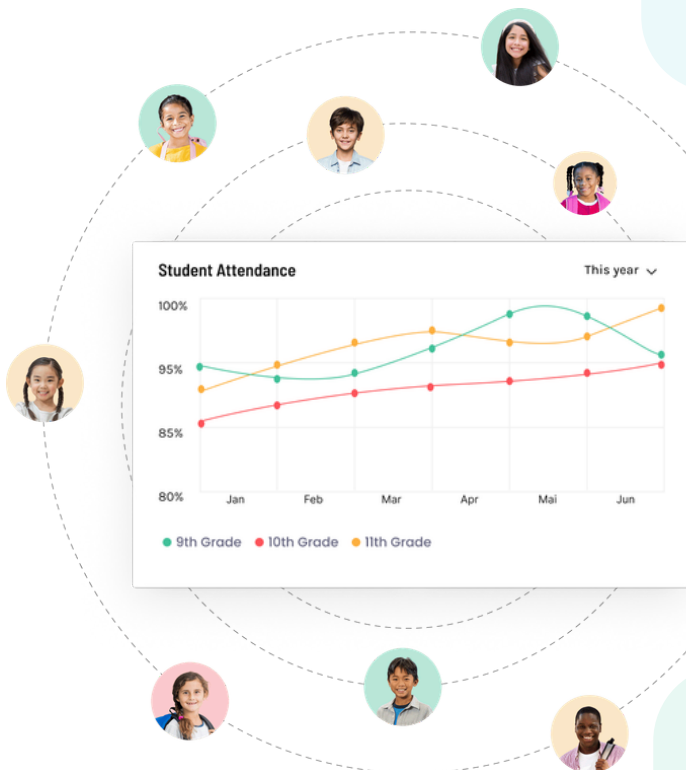 Student Attendance This year
100%
95%
85%
80%
Jan Feb Mar Apr Mai Jun
9th Grade 10th Grade 11th Grade